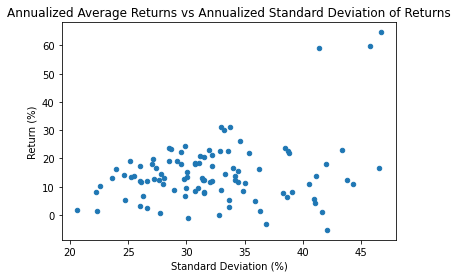 Annualized Average Returns vs Annualized Standard Deviation of Returns
60
50
40
30
20
10
0
Return (%)
20 25 30 35 40 45
Standard Deviation (%)